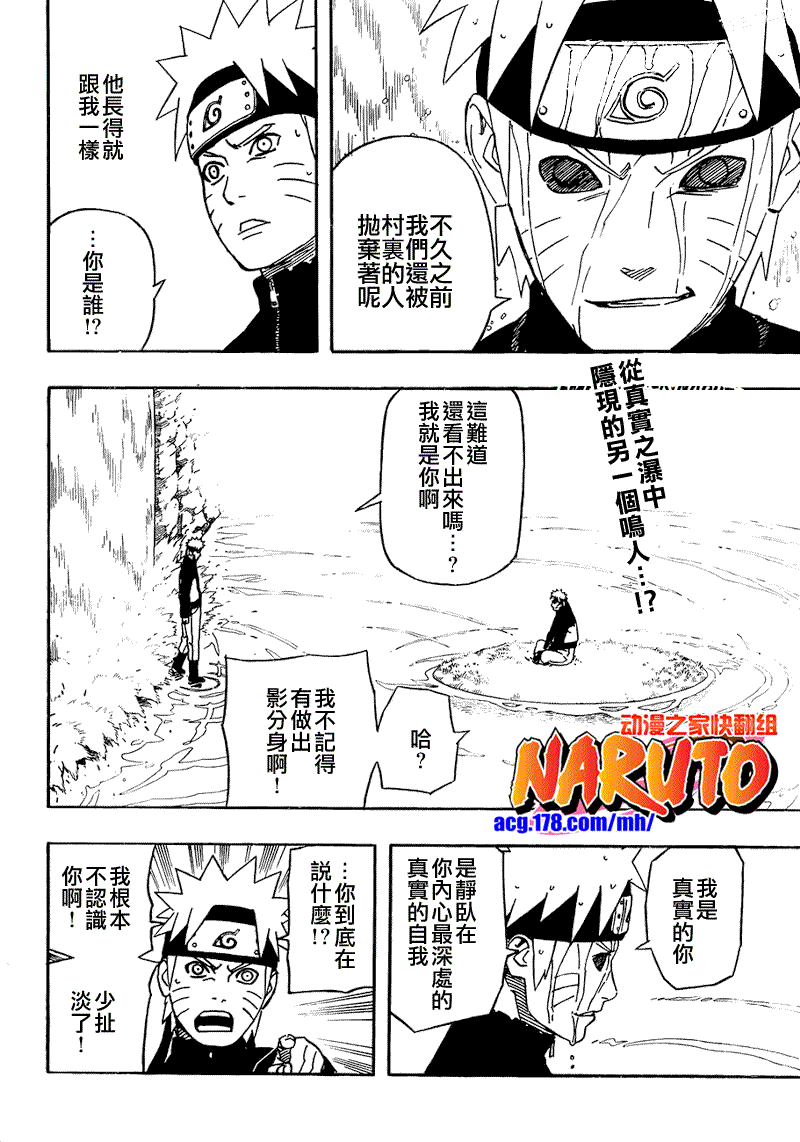 不久之前
我們還被
村裏的人
拋棄著呢
他長得就
跟我一樣
…你是誰!?
從真實之瀑中
隱現的另一個鳴人…!?
這難道
還看不出來嗎…?
我就是你啊
哈?
我不記得
有做出
影分身啊!
動漫之家快翻組
NARUTO
acg.178.com/mh/
我是
真實的你
是靜臥在
你內心最深處的
真實的自我
…你到底在
說什麼!?
我根本
不認識
你啊!
少扯
淡了!